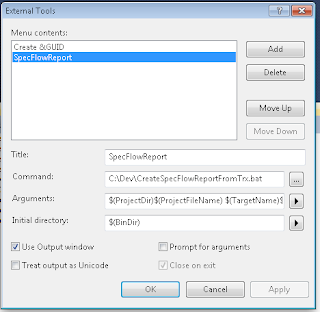 External Tools
Menu contents:
Create &GUID
SpecFlowReport
Add
Delete
Move Up
Move Down
Title:
SpecFlowReport
Command:
C:\Dev\CreateSpecFlowReportFromTrx.bat
...
Arguments:
$(ProjectDir)$(ProjectFileName) $(TargetName)$
Initial directory:
$(BinDir)
Use Output window
Prompt for arguments
Treat output as Unicode
Close on exit
OK
Cancel
Apply